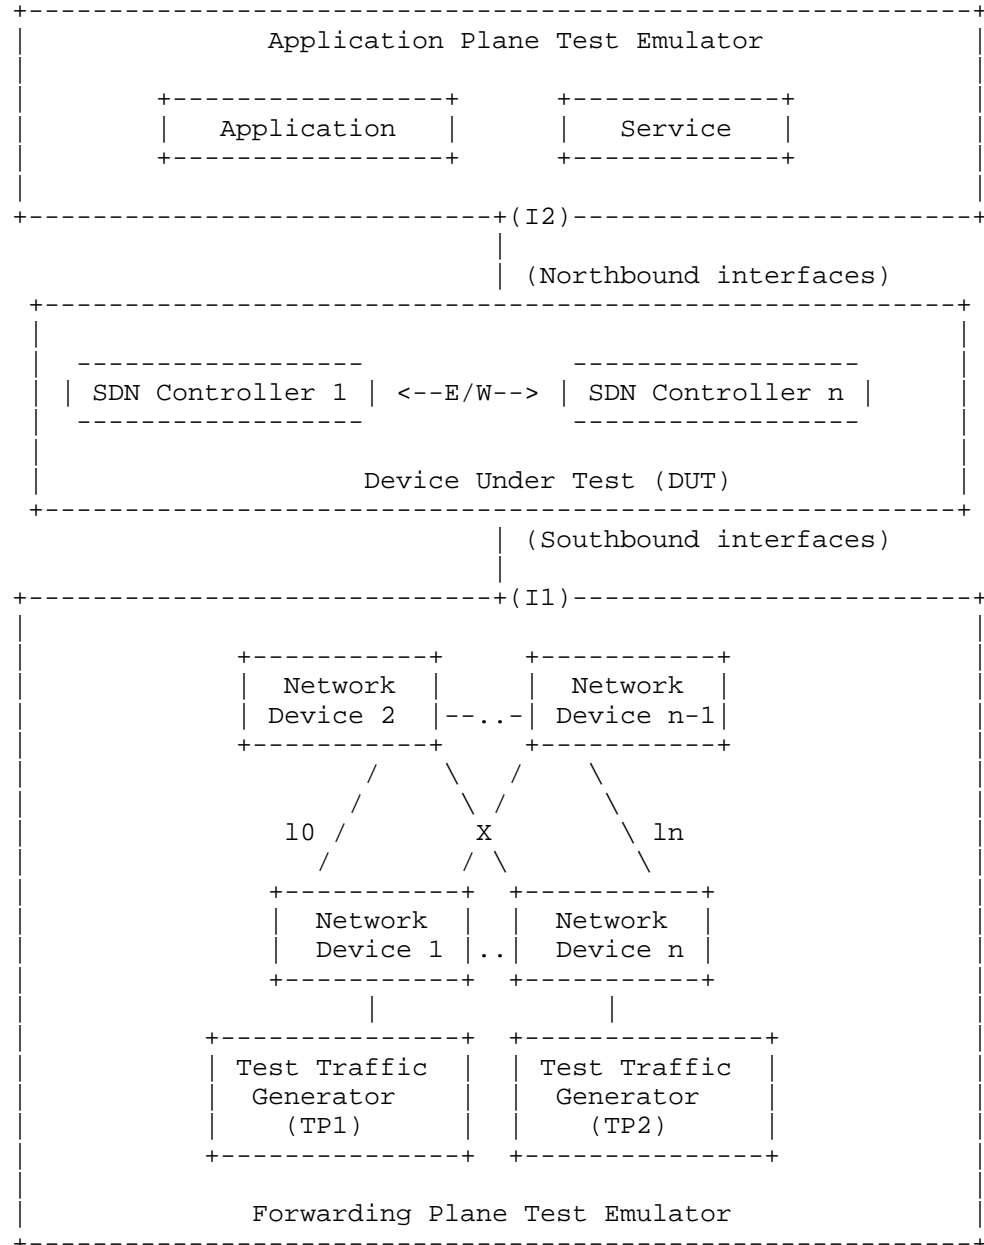 Application Plane Test Emulator
Application Service
(I2)
(Northbound interfaces)
SDN Controller 1 <--E/W--> SDN Controller n
Device Under Test (DUT)
(Southbound interfaces)
(I1)
Network Network
Device 2 --..- Device n-1
l0 X ln
Network Network
Device 1 .. Device n
Test Traffic Test Traffic
Generator Generator
(TP1) (TP2)
Forwarding Plane Test Emulator